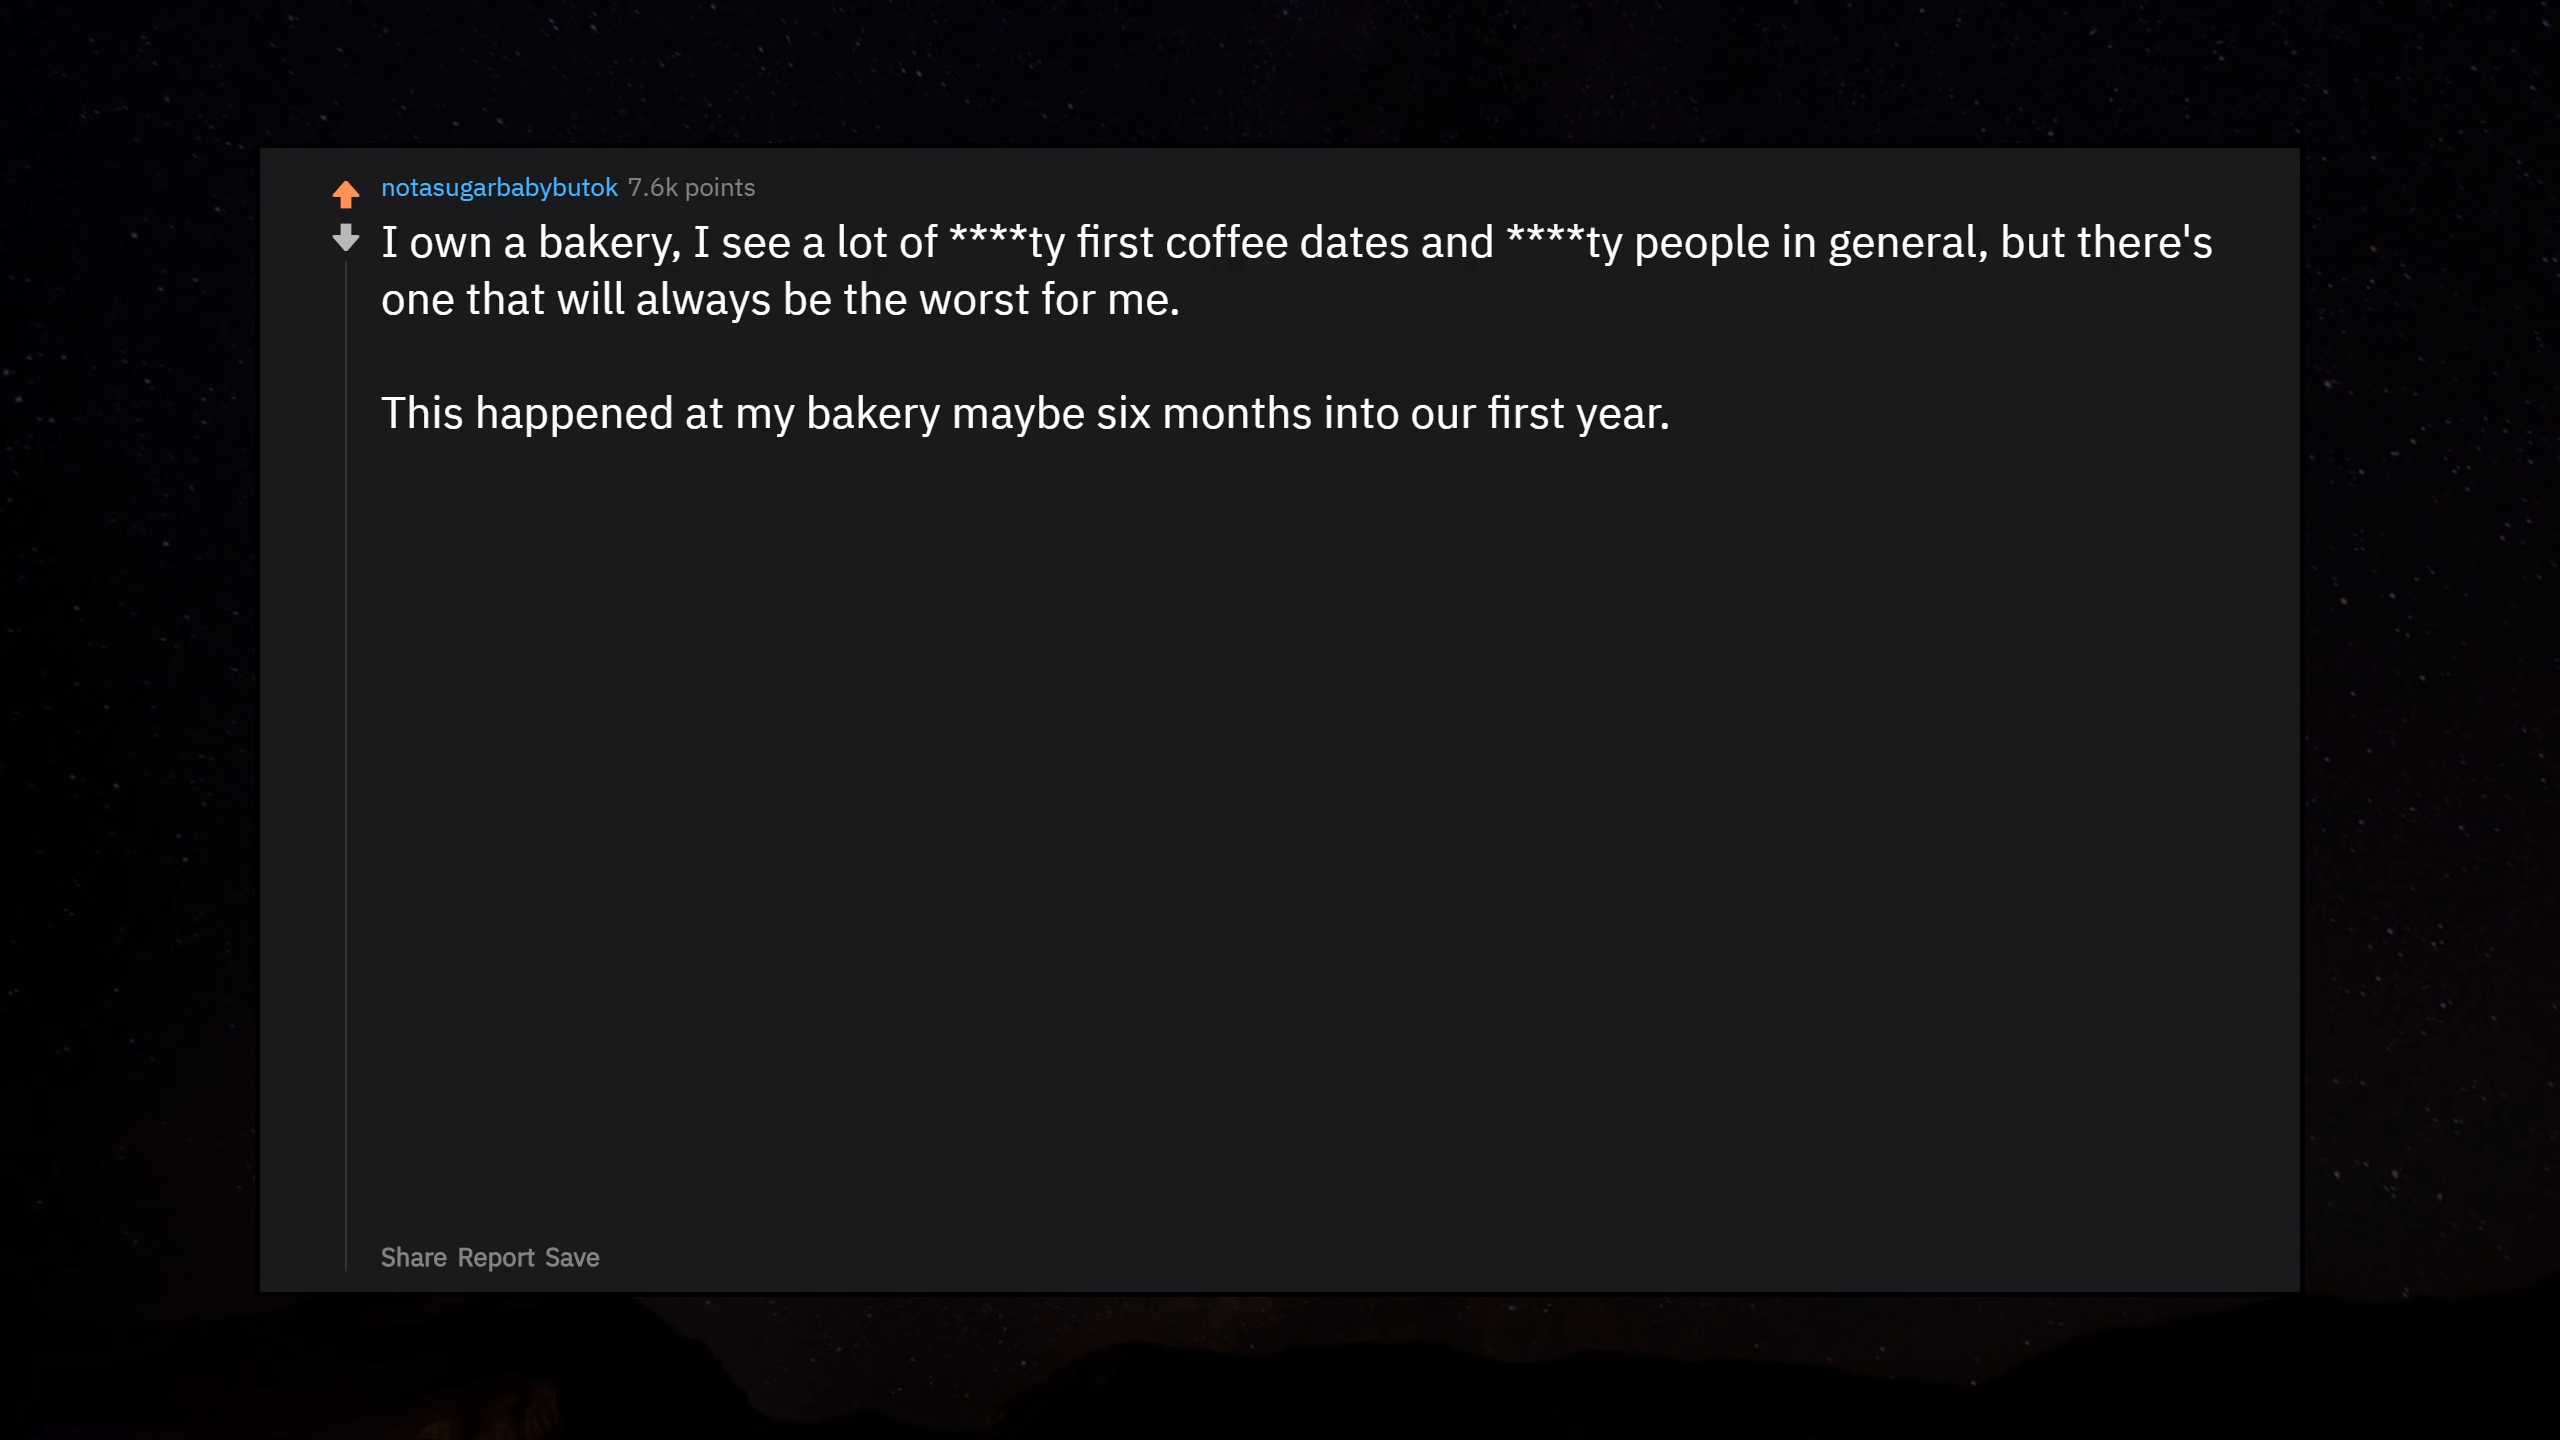 notasugarbabybutok 7.6k points
I own a bakery, I see a lot of ****ty first coffee dates and ****ty people in general, but there's
one that will always be the worst for me.
This happened at my bakery maybe six months into our first year.
Share Report Save